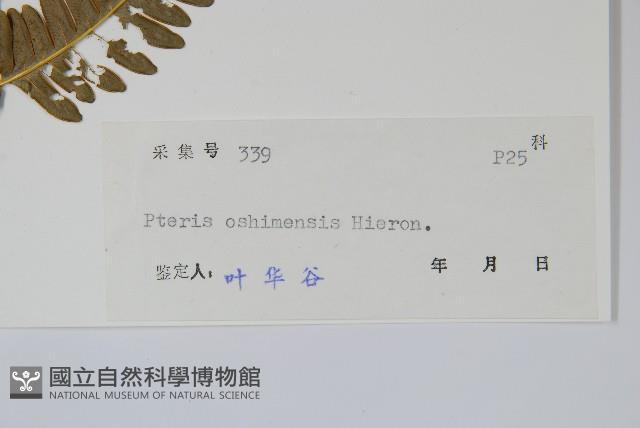 采集号 339 P25 科
Pteris oshimensis Hieron.
鉴定人: 叶华谷 年 月 日
國立自然科學博物館
NATIONAL MUSEUM OF NATURAL SCIENCE